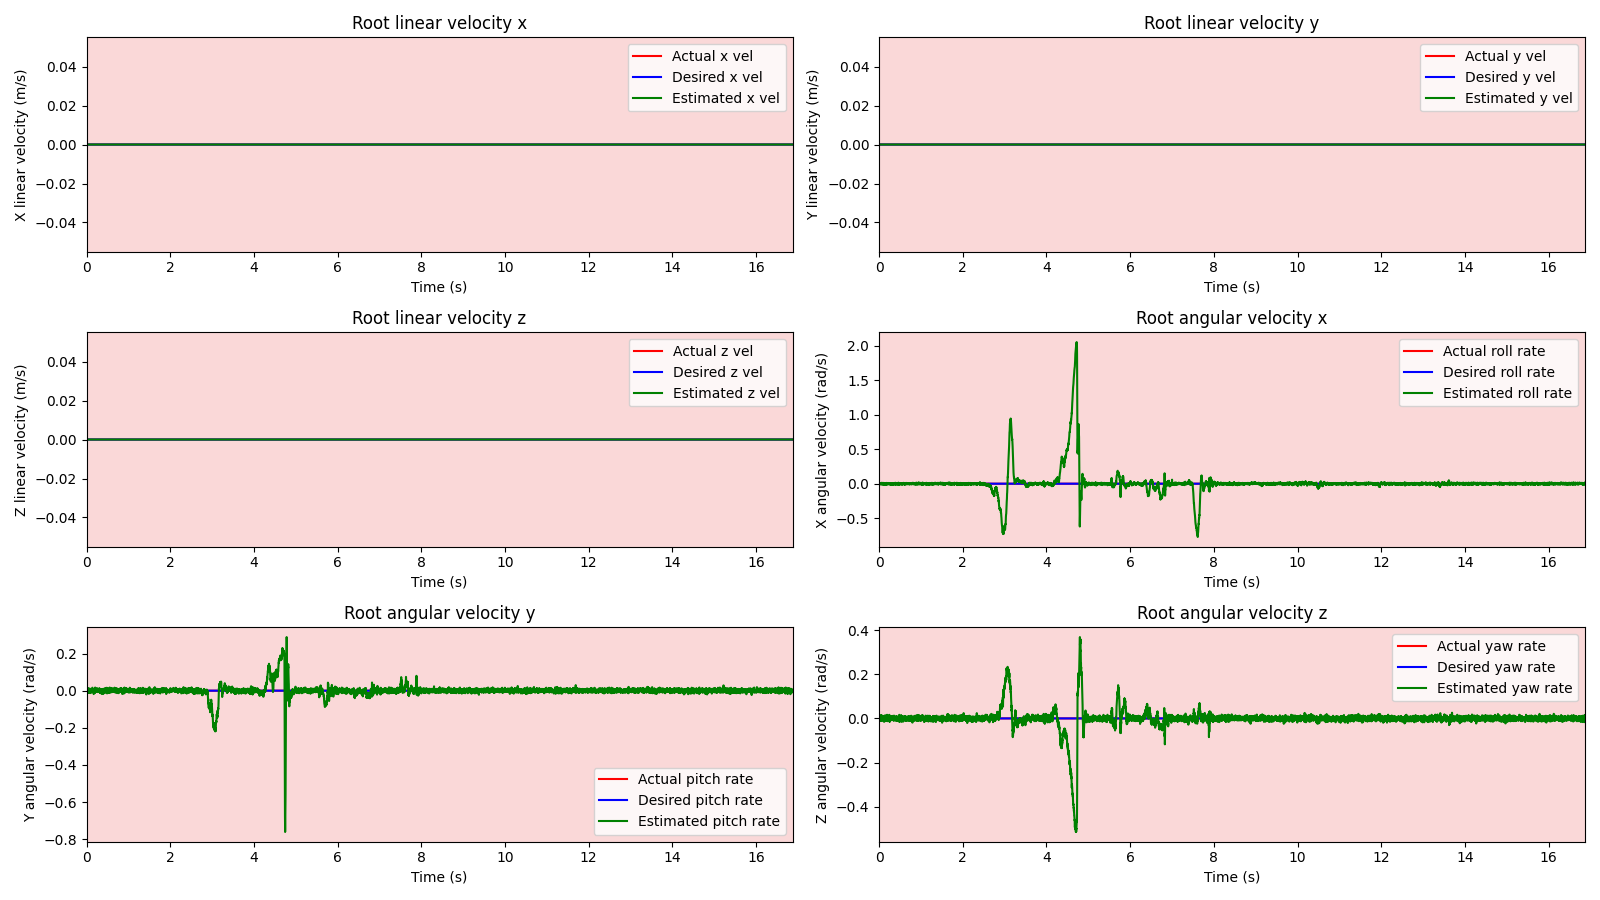 Root linear velocity x
X linear velocity (m/s)
0.04
0.02
0.00
−0.02
−0.04
Actual x vel
Desired x vel
Estimated x vel
0 2 4 6 8 10 12 14 16
Time (s)
Root linear velocity y
Y linear velocity (m/s)
0.04
0.02
0.00
−0.02
−0.04
Actual y vel
Desired y vel
Estimated y vel
0 2 4 6 8 10 12 14 16
Time (s)
Root linear velocity z
Z linear velocity (m/s)
0.04
0.02
0.00
−0.02
−0.04
Actual z vel
Desired z vel
Estimated z vel
0 2 4 6 8 10 12 14 16
Time (s)
Root angular velocity x
X angular velocity (rad/s)
2.0
1.5
1.0
0.5
0.0
−0.5
Actual roll rate
Desired roll rate
Estimated roll rate
0 2 4 6 8 10 12 14 16
Time (s)
Root angular velocity y
Y angular velocity (rad/s)
0.2
0.0
−0.2
−0.4
−0.6
−0.8
Actual pitch rate
Desired pitch rate
Estimated pitch rate
0 2 4 6 8 10 12 14 16
Time (s)
Root angular velocity z
Z angular velocity (rad/s)
0.4
0.2
0.0
−0.2
−0.4
Actual yaw rate
Desired yaw rate
Estimated yaw rate
0 2 4 6 8 10 12 14 16
Time (s)